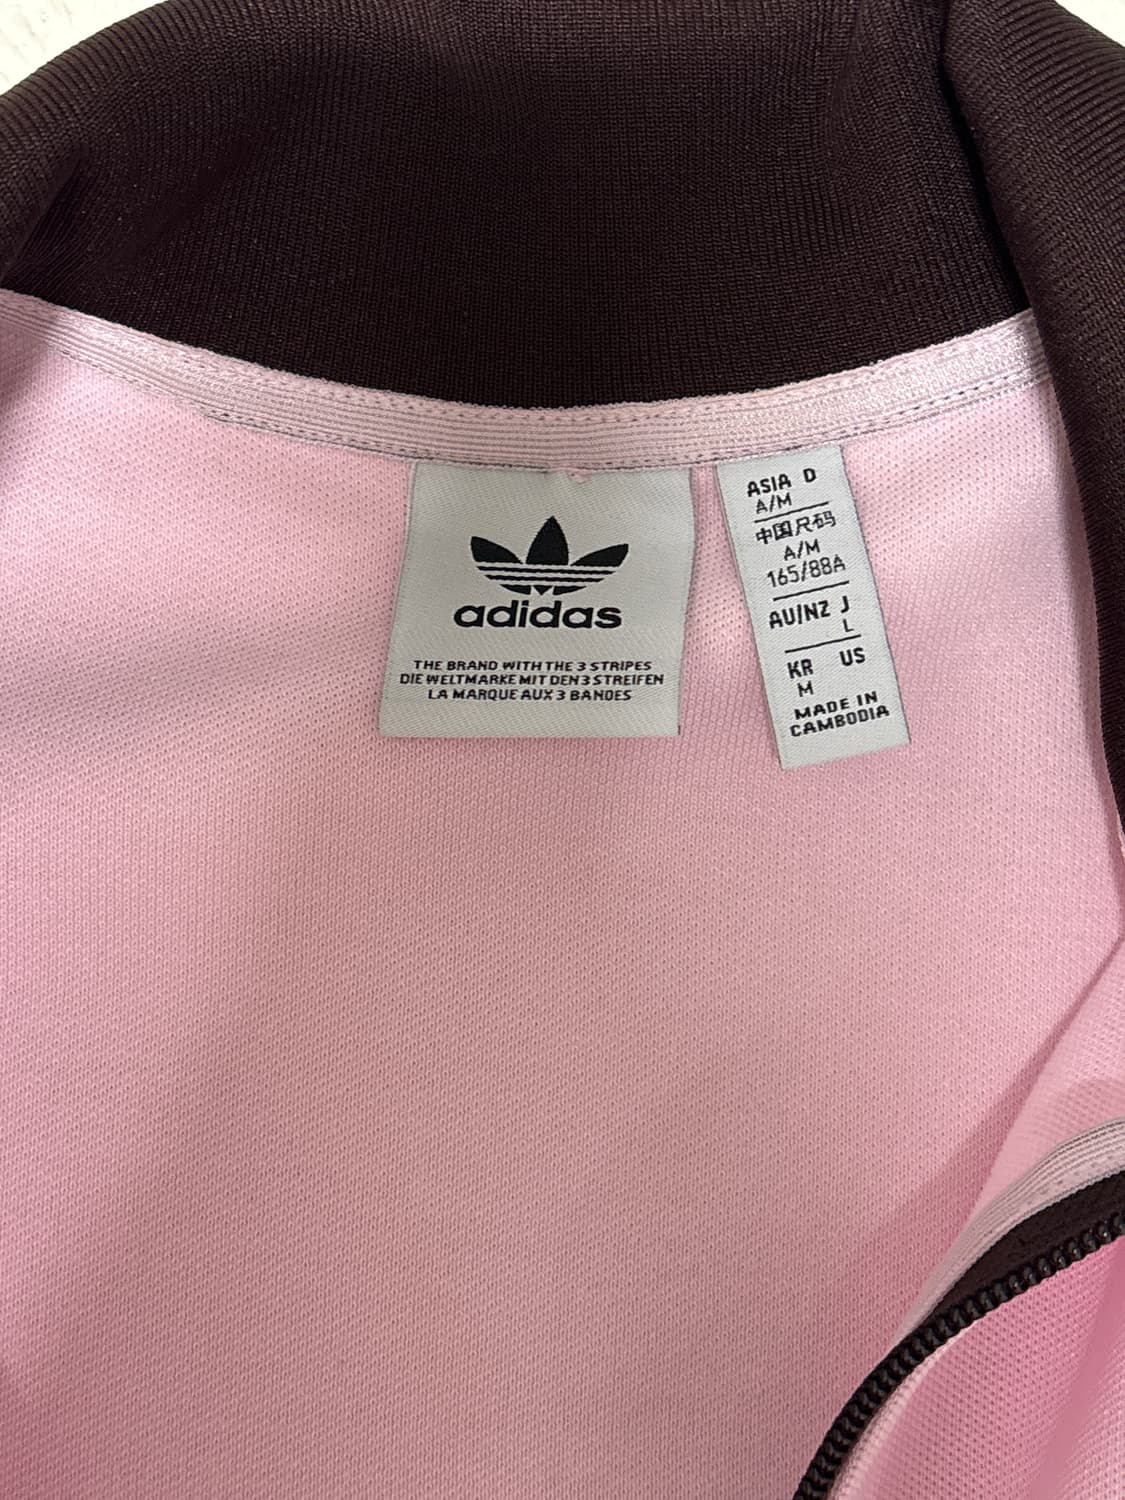 adidas
THE BRAND WITH THE 3 STRIPES
DIE WELTMARKE MIT DEN 3 STREIFEN
LA MARQUE AUX 3 BANDES
ASIA D
A/M
中国尺码
A/M
165/88A
AU/NZ J
L
KR US
M
MADE IN
CAMBODIA